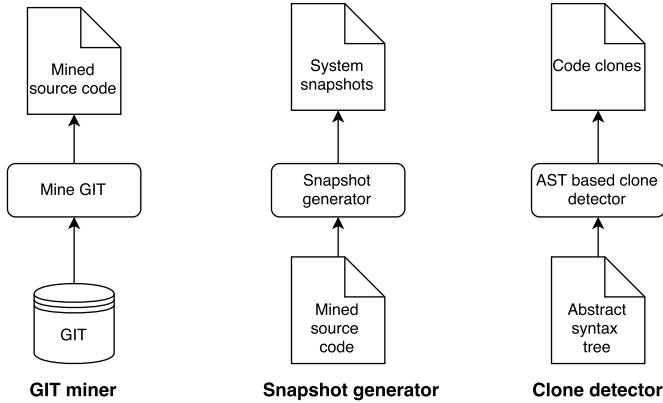 Mined
source code
Mine GIT
GIT
GIT miner
System
snapshots
Snapshot
generator
Mined
source
code
Snapshot generator
Code clones
AST based clone
detector
Abstract
syntax
tree
Clone detector